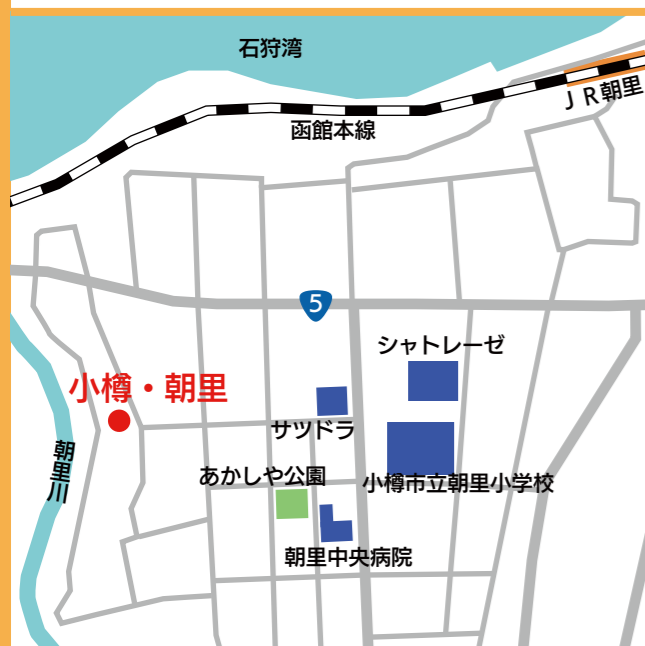 石狩湾
JR朝里
函館本線
5
シャトレーゼ
小樽・朝里
サツドラ
朝里川
あかしや公園
小樽市立朝里小学校
朝里中央病院